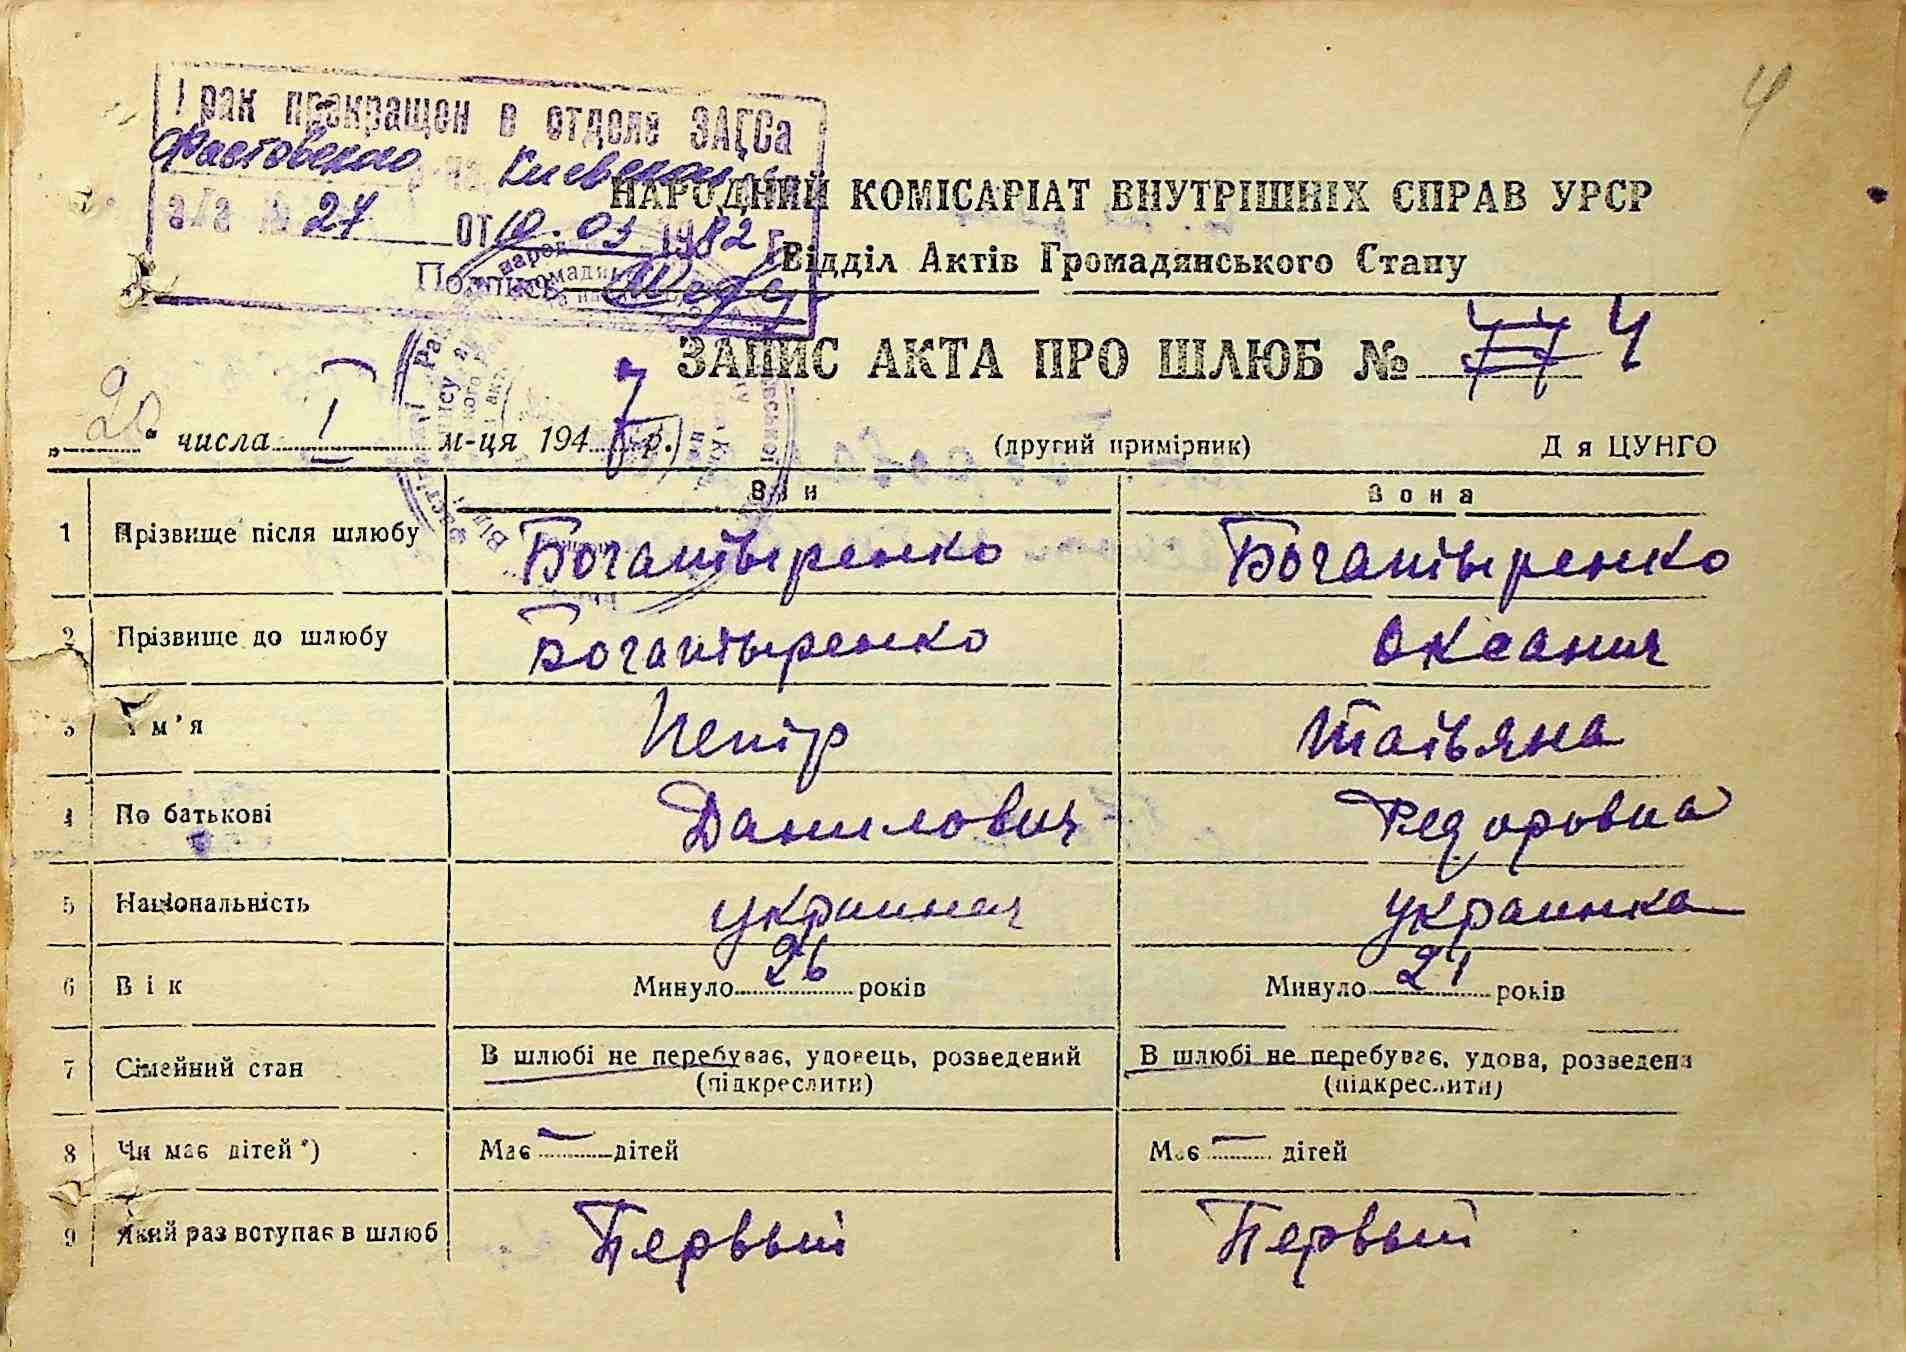 4
Брак прекращен в отделе ЗАГСа
Фастовского р-на Киевской
а/з № 27 от 10.03 1982 г.
Подпись
НАРОДНИЙ КОМІСАРІАТ ВНУТРІШНІХ СПРАВ УРСР
Відділ Актів Громадянського Стану
ЗАПИС АКТА ПРО ШЛЮБ № 4
числа I м-ця 1947 р.) (другий примірник) Для ЦУНГО
Він Вона
1 Прізвище після шлюбу Богатыренко Богатыренко
2 Прізвище до шлюбу Богатыренко Оксанич
3 Ім'я Петр Татьяна
4 По батькові Данилович Федоровна
5 Національність украинец украинка
6 Вік Минуло 26 років Минуло 21 років
7 Сімейний стан В шлюбі не перебуває, удовець, розведений В шлюбі не перебуває, удова, розведена
(підкреслити) (підкреслити)
8 Чи має дітей*) Має — дітей Має — дітей
9 Який раз вступає в шлюб Первый Первый